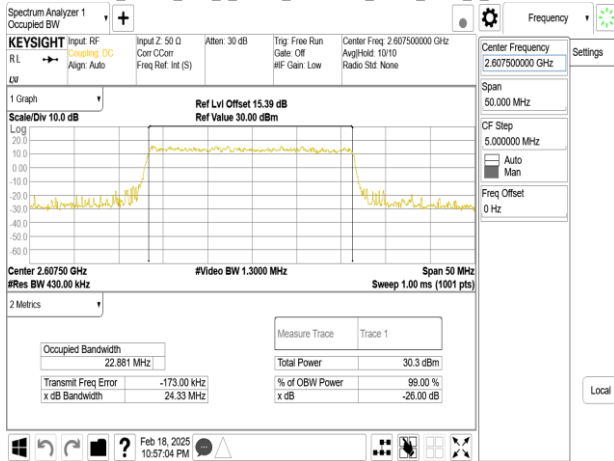 Spectrum Analyzer 1
Occupied BW
+
Frequency
KEYSIGHT
RL
LXI
Input: RF
Coupling: DC
Align: Auto
Input Z: 50 Ω
Corr CCorr
Freq Ref: Int (S)
Atten: 30 dB
Trig: Free Run
Gate: Off
#IF Gain: Low
Center Freq: 2.607500000 GHz
Avg|Hold: 10/10
Radio Std: None
Center Frequency
2.607500000 GHz
Settings
Span
50.000 MHz
CF Step
5.000000 MHz
Auto
Man
Freq Offset
0 Hz
Local
1 Graph
Scale/Div 10.0 dB
Ref Lvl Offset 15.39 dB
Ref Value 30.00 dBm
Log
20.0
10.0
0.00
-10.0
-20.0
-30.0
-40.0
-50.0
-60.0
Center 2.60750 GHz
#Video BW 1.3000 MHz
Span 50 MHz
#Res BW 430.00 kHz
Sweep 1.00 ms (1001 pts)
2 Metrics
Measure Trace Trace 1
Occupied Bandwidth
22.881 MHz
Total Power 30.3 dBm
Transmit Freq Error -173.00 kHz
% of OBW Power 99.00 %
x dB Bandwidth 24.33 MHz
x dB -26.00 dB
?
Feb 18, 2025
10:57:04 PM